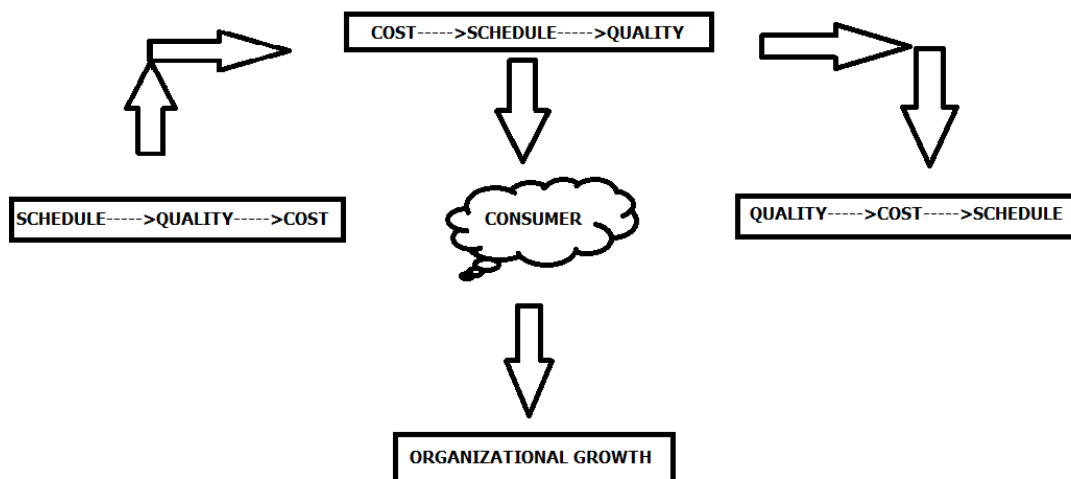 COST----->SCHEDULE----->QUALITY
SCHEDULE----->QUALITY----->COST
CONSUMER
QUALITY----->COST----->SCHEDULE
ORGANIZATIONAL GROWTH